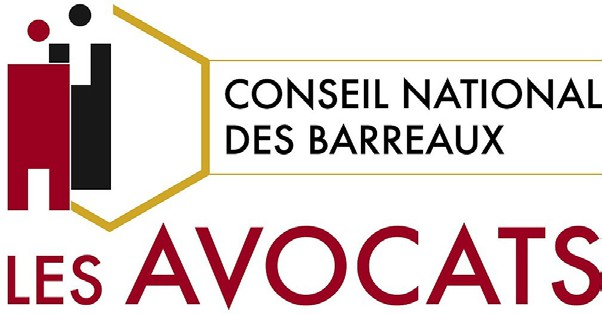 CONSEIL NATIONAL
DES BARREAUX
LES AVOCATS